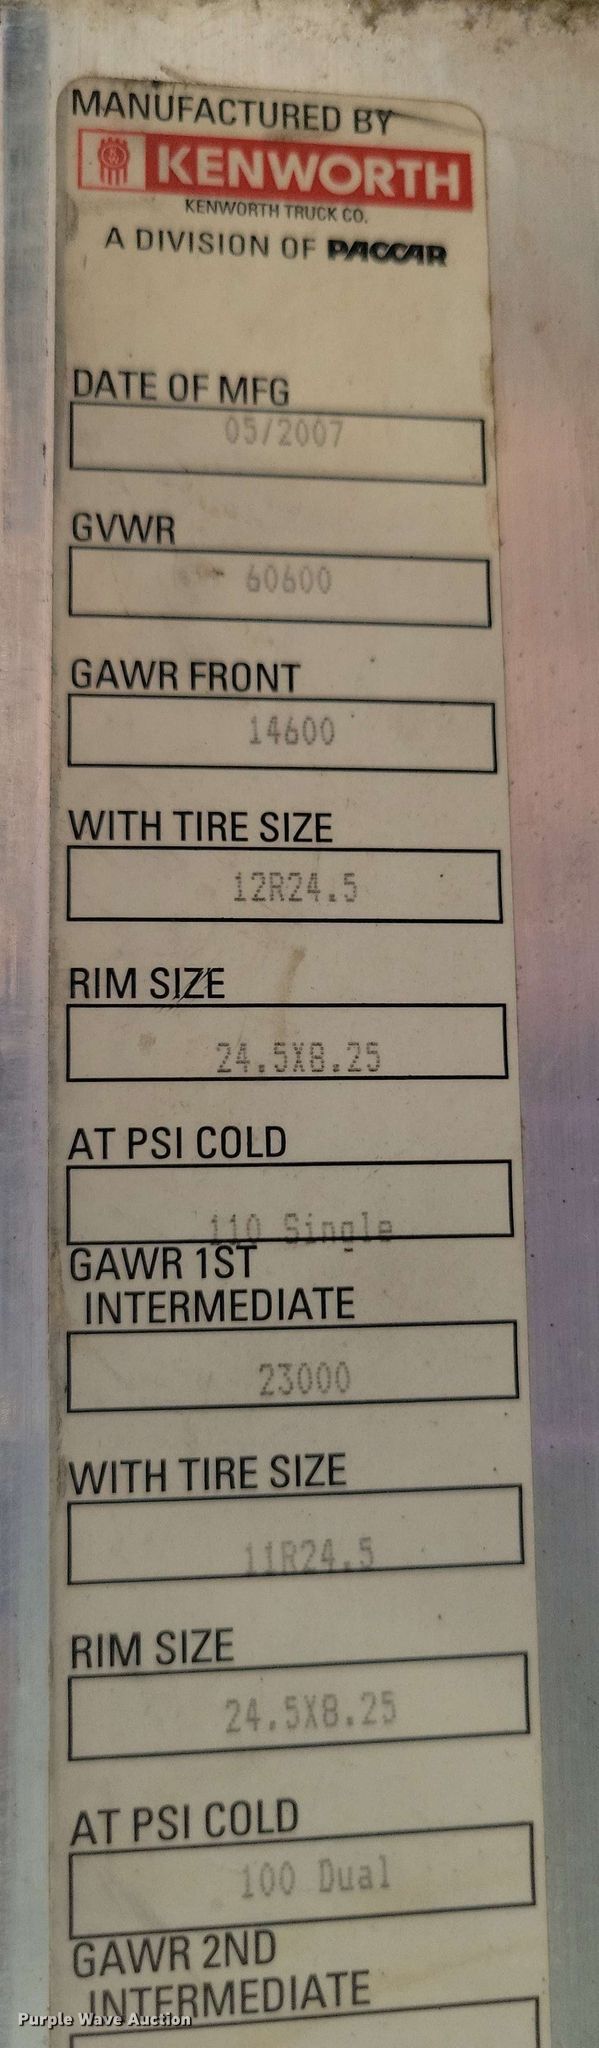 MANUFACTURED BY
KENWORTH
KENWORTH TRUCK CO.
A DIVISION OF PACCAR
DATE OF MFG
05/2007
GVWR
60600
GAWR FRONT
14600
WITH TIRE SIZE
12R24.5
RIM SIZE
24.5X8.25
AT PSI COLD
110 Single
GAWR 1ST
INTERMEDIATE
23000
WITH TIRE SIZE
11R24.5
RIM SIZE
24.5X8.25
AT PSI COLD
100 Dual
GAWR 2ND
INTERMEDIATE
Purple Wave Auction